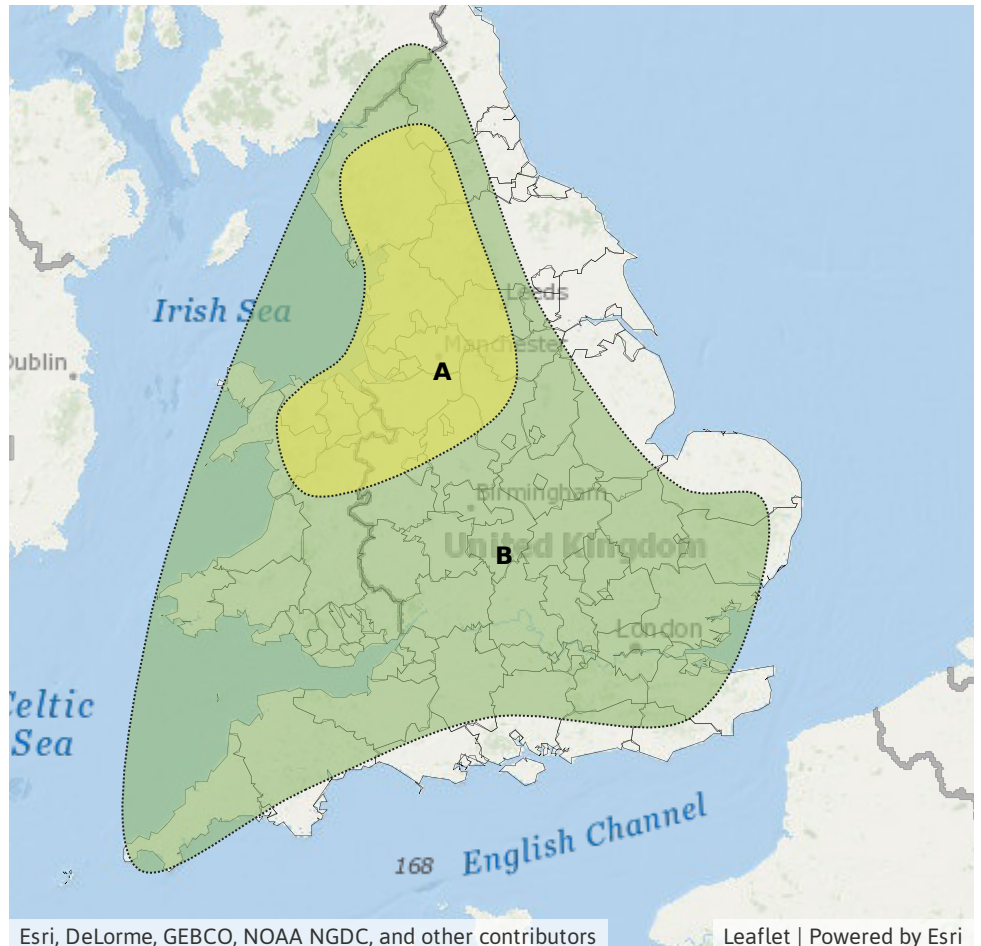 Irish Sea
Leeds
Manchester
ublin
A
Birmingham
United Kingdom
B
London
Celtic
Sea
English Channel
168
Esri, DeLorme, GEBCO, NOAA NGDC, and other contributors
Leaflet | Powered by Esri